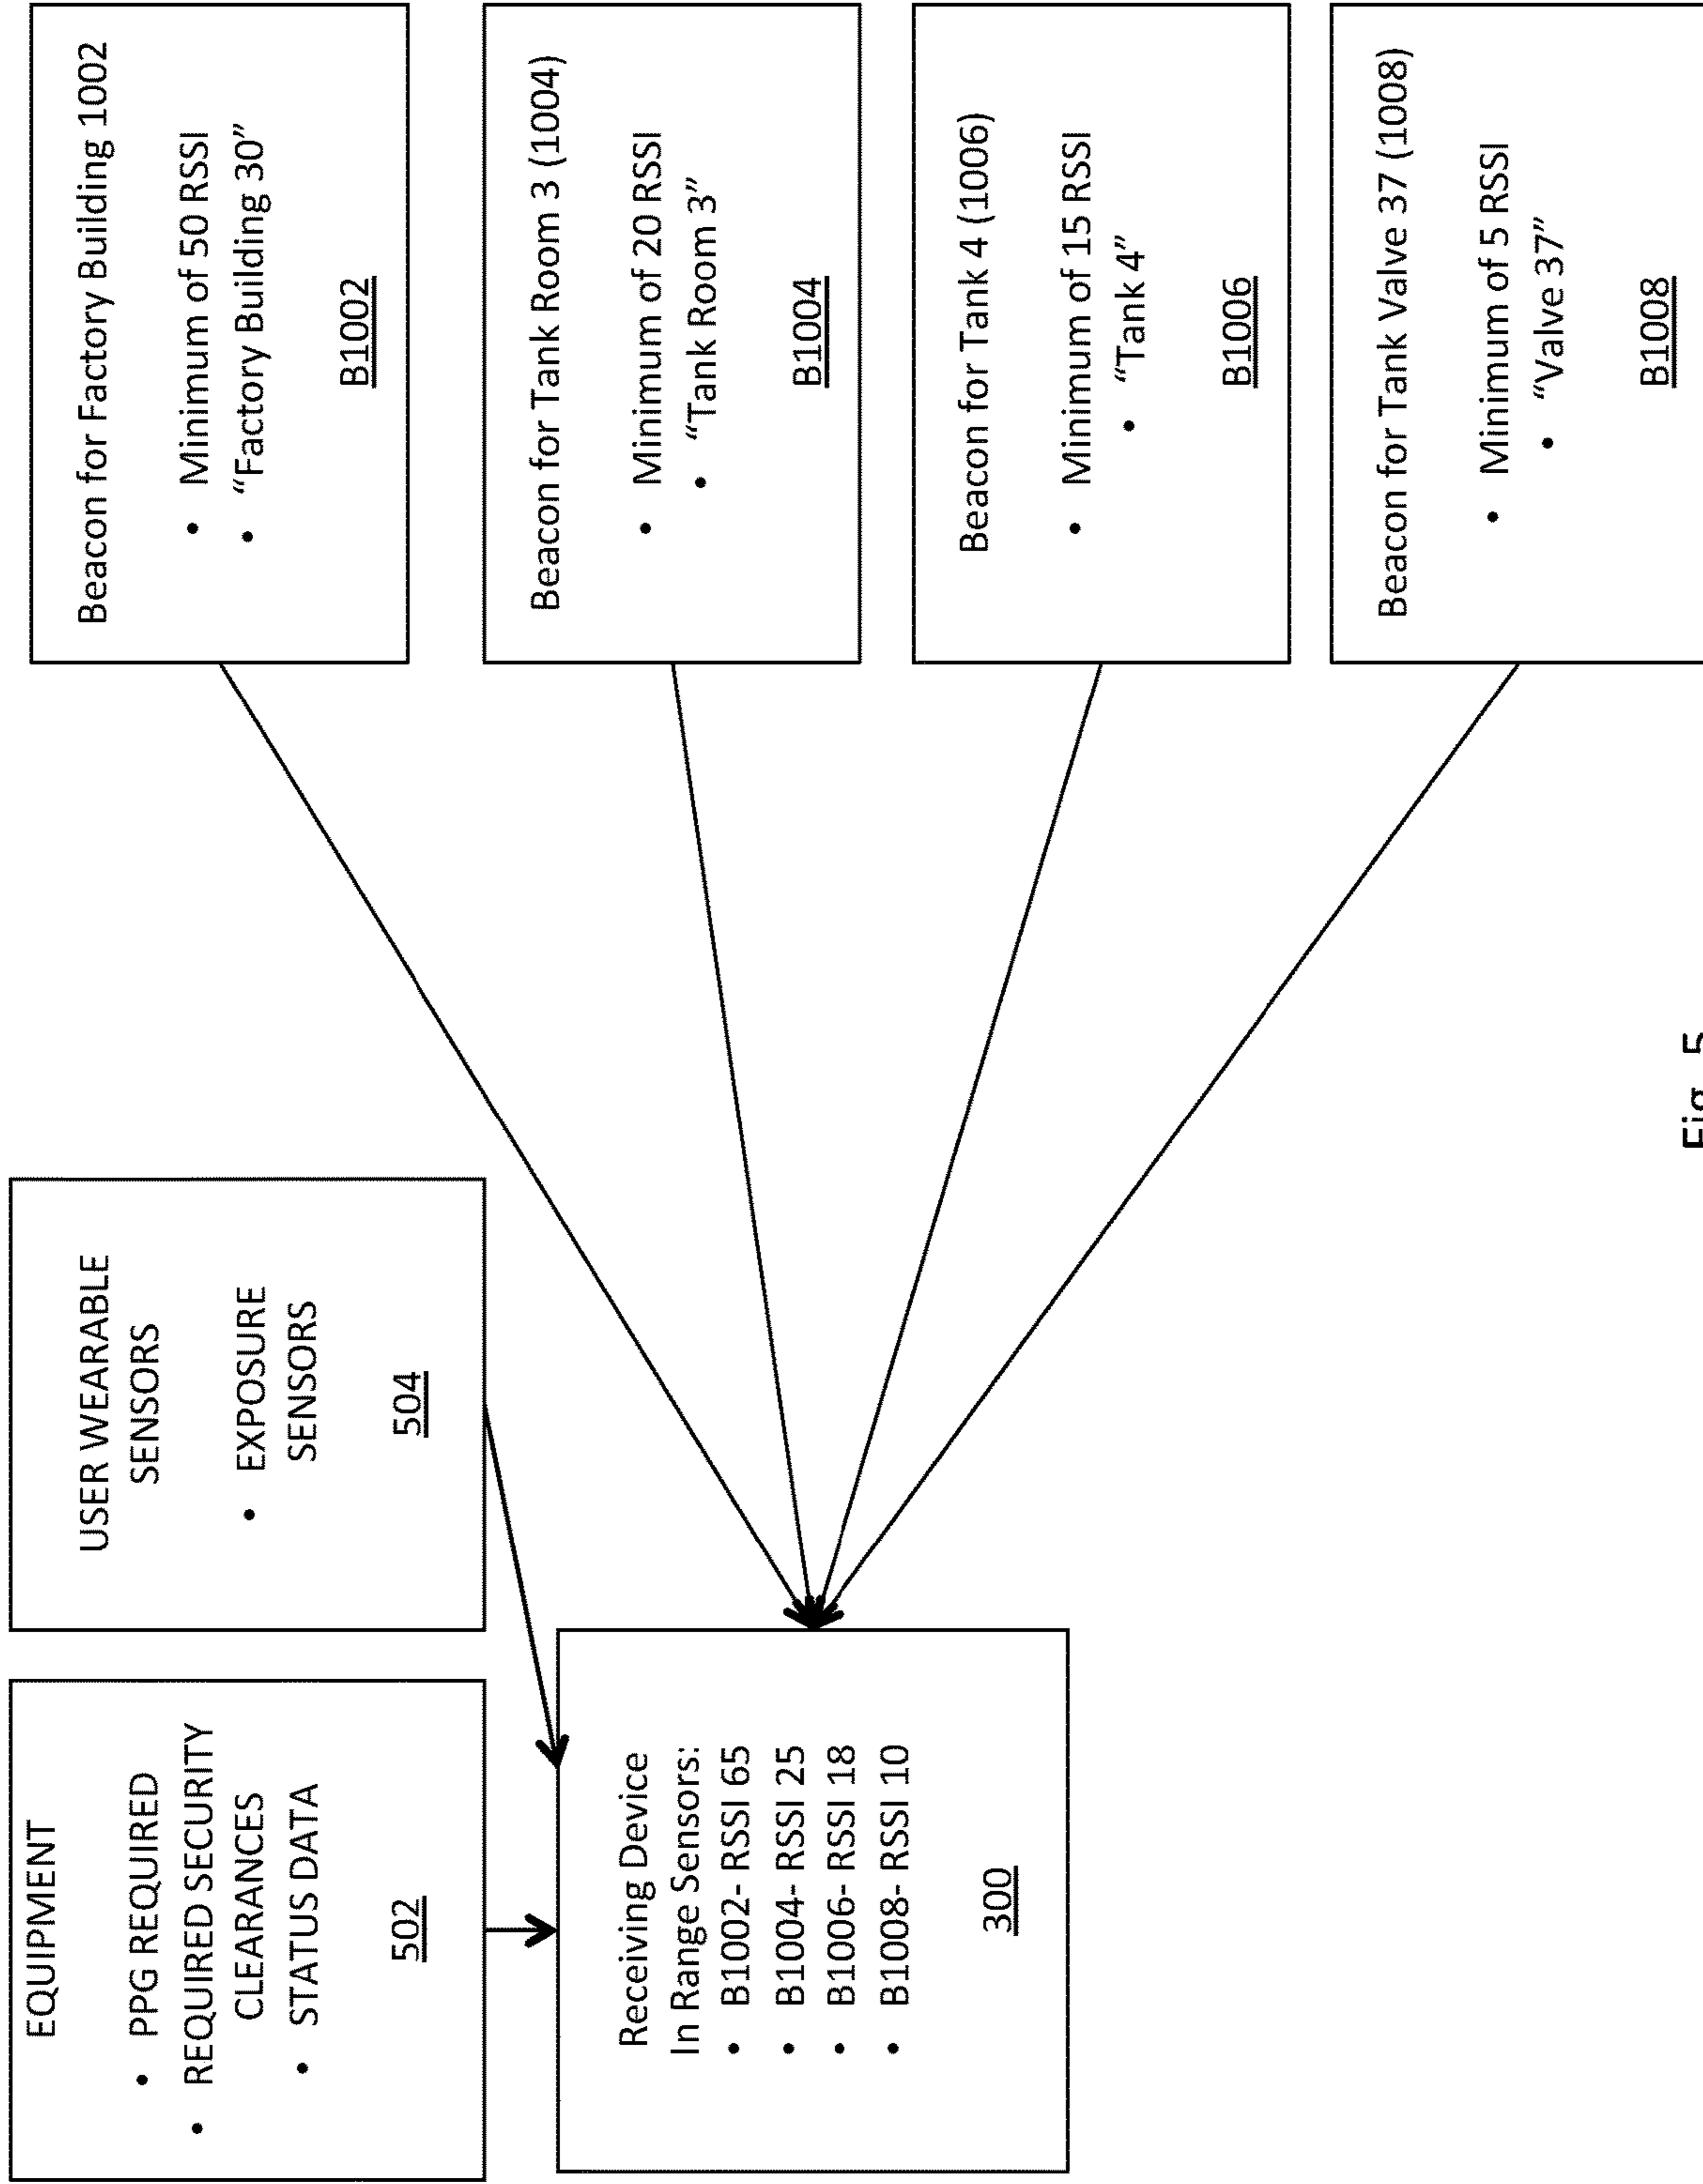 EQUIPMENT
• PPG REQUIRED
• REQUIRED SECURITY
CLEARANCES
• STATUS DATA
502
USER WEARABLE
SENSORS
• EXPOSURE
SENSORS
504
Receiving Device
In Range Sensors:
• B1002- RSSI 65
• B1004- RSSI 25
• B1006- RSSI 18
• B1008- RSSI 10
300
Beacon for Factory Building 1002
• Minimum of 50 RSSI
• “Factory Building 30”
B1002
Beacon for Tank Room 3 (1004)
• Minimum of 20 RSSI
• “Tank Room 3”
B1004
Beacon for Tank 4 (1006)
• Minimum of 15 RSSI
• “Tank 4”
B1006
Beacon for Tank Valve 37 (1008)
• Minimum of 5 RSSI
• “Valve 37”
B1008
Fig. 5